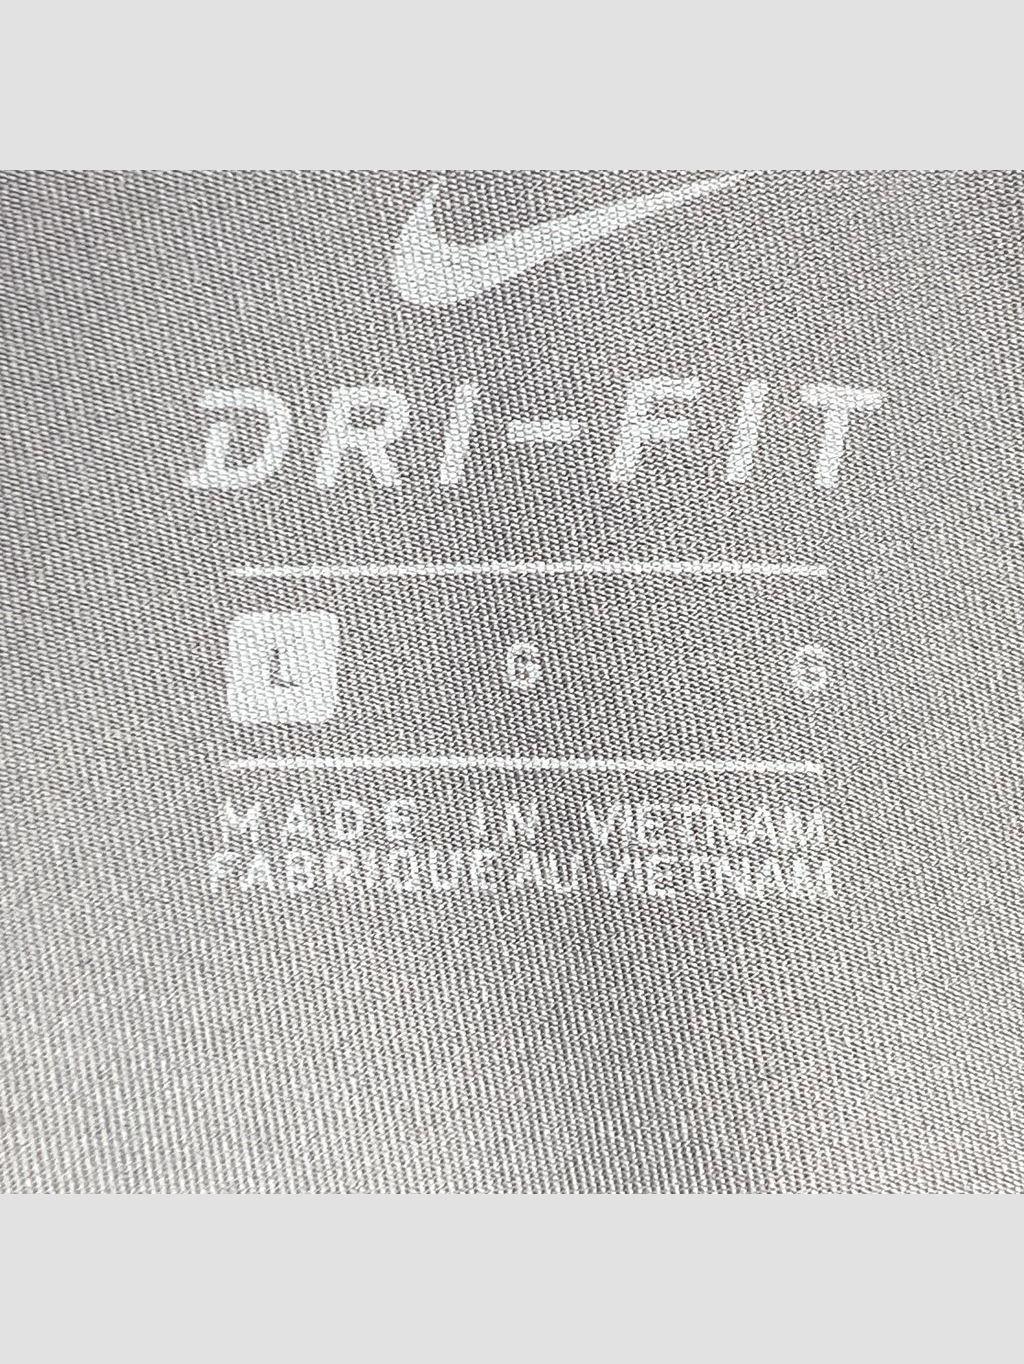 DRI-FIT
L G G
MADE IN VIETNAM
FABRIQUE AU VIETNAM